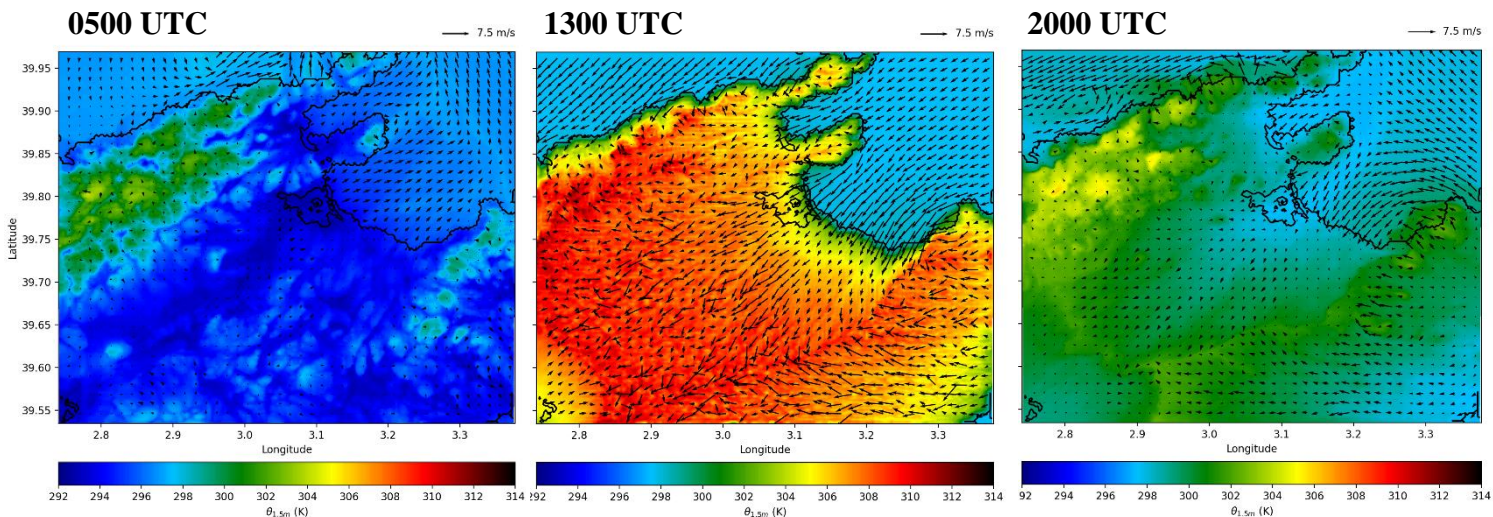 0500 UTC
7.5 m/s
1300 UTC
7.5 m/s
2000 UTC
7.5 m/s
39.95
39.90
39.85
39.80
39.75
39.70
39.65
39.60
39.55
Latitude
2.8 2.9 3.0 3.1 3.2 3.3
Longitude
2.8 2.9 3.0 3.1 3.2 3.3
Longitude
2.8 2.9 3.0 3.1 3.2 3.3
Longitude
292 294 296 298 300 302 304 306 308 310 312 314
θ1.5m (K)
292 294 296 298 300 302 304 306 308 310 312 314
θ1.5m (K)
92 294 296 298 300 302 304 306 308 310 312 314
θ1.5m (K)